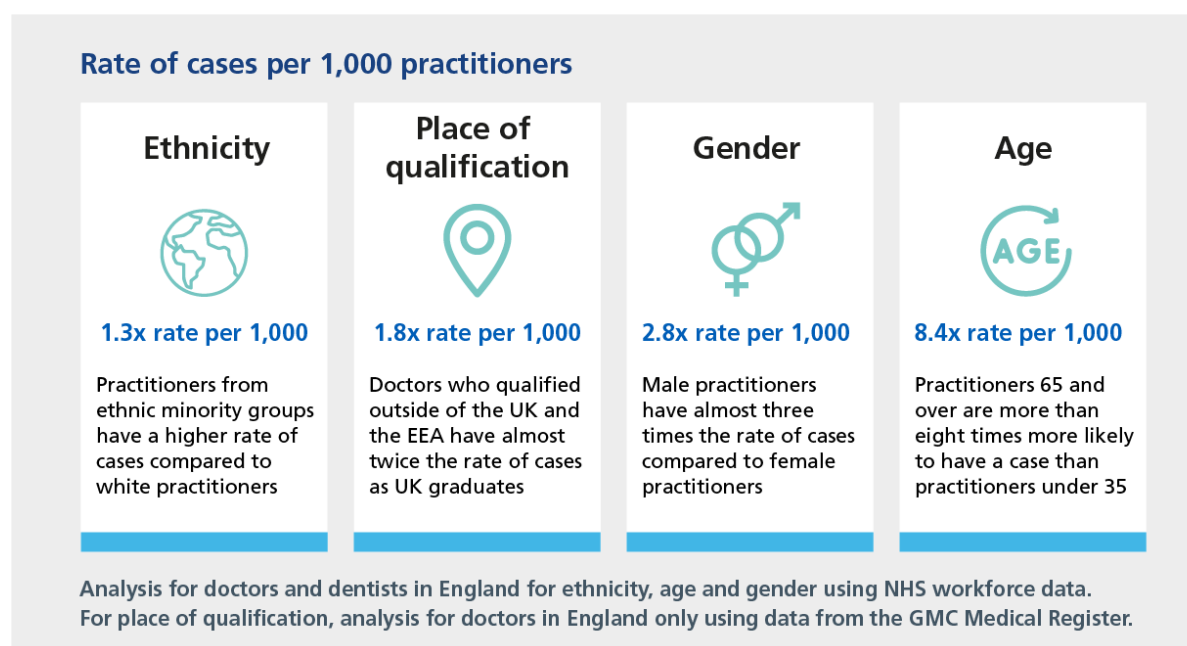 Rate of cases per 1,000 practitioners
Ethnicity
1.3x rate per 1,000
Practitioners from
ethnic minority groups
have a higher rate of
cases compared to
white practitioners
Place of
qualification
1.8x rate per 1,000
Doctors who qualified
outside of the UK and
the EEA have almost
twice the rate of cases
as UK graduates
Gender
2.8x rate per 1,000
Male practitioners
have almost three
times the rate of cases
compared to female
practitioners
Age
AGE
8.4x rate per 1,000
Practitioners 65 and
over are more than
eight times more likely
to have a case than
practitioners under 35
Analysis for doctors and dentists in England for ethnicity, age and gender using NHS workforce data.
For place of qualification, analysis for doctors in England only using data from the GMC Medical Register.